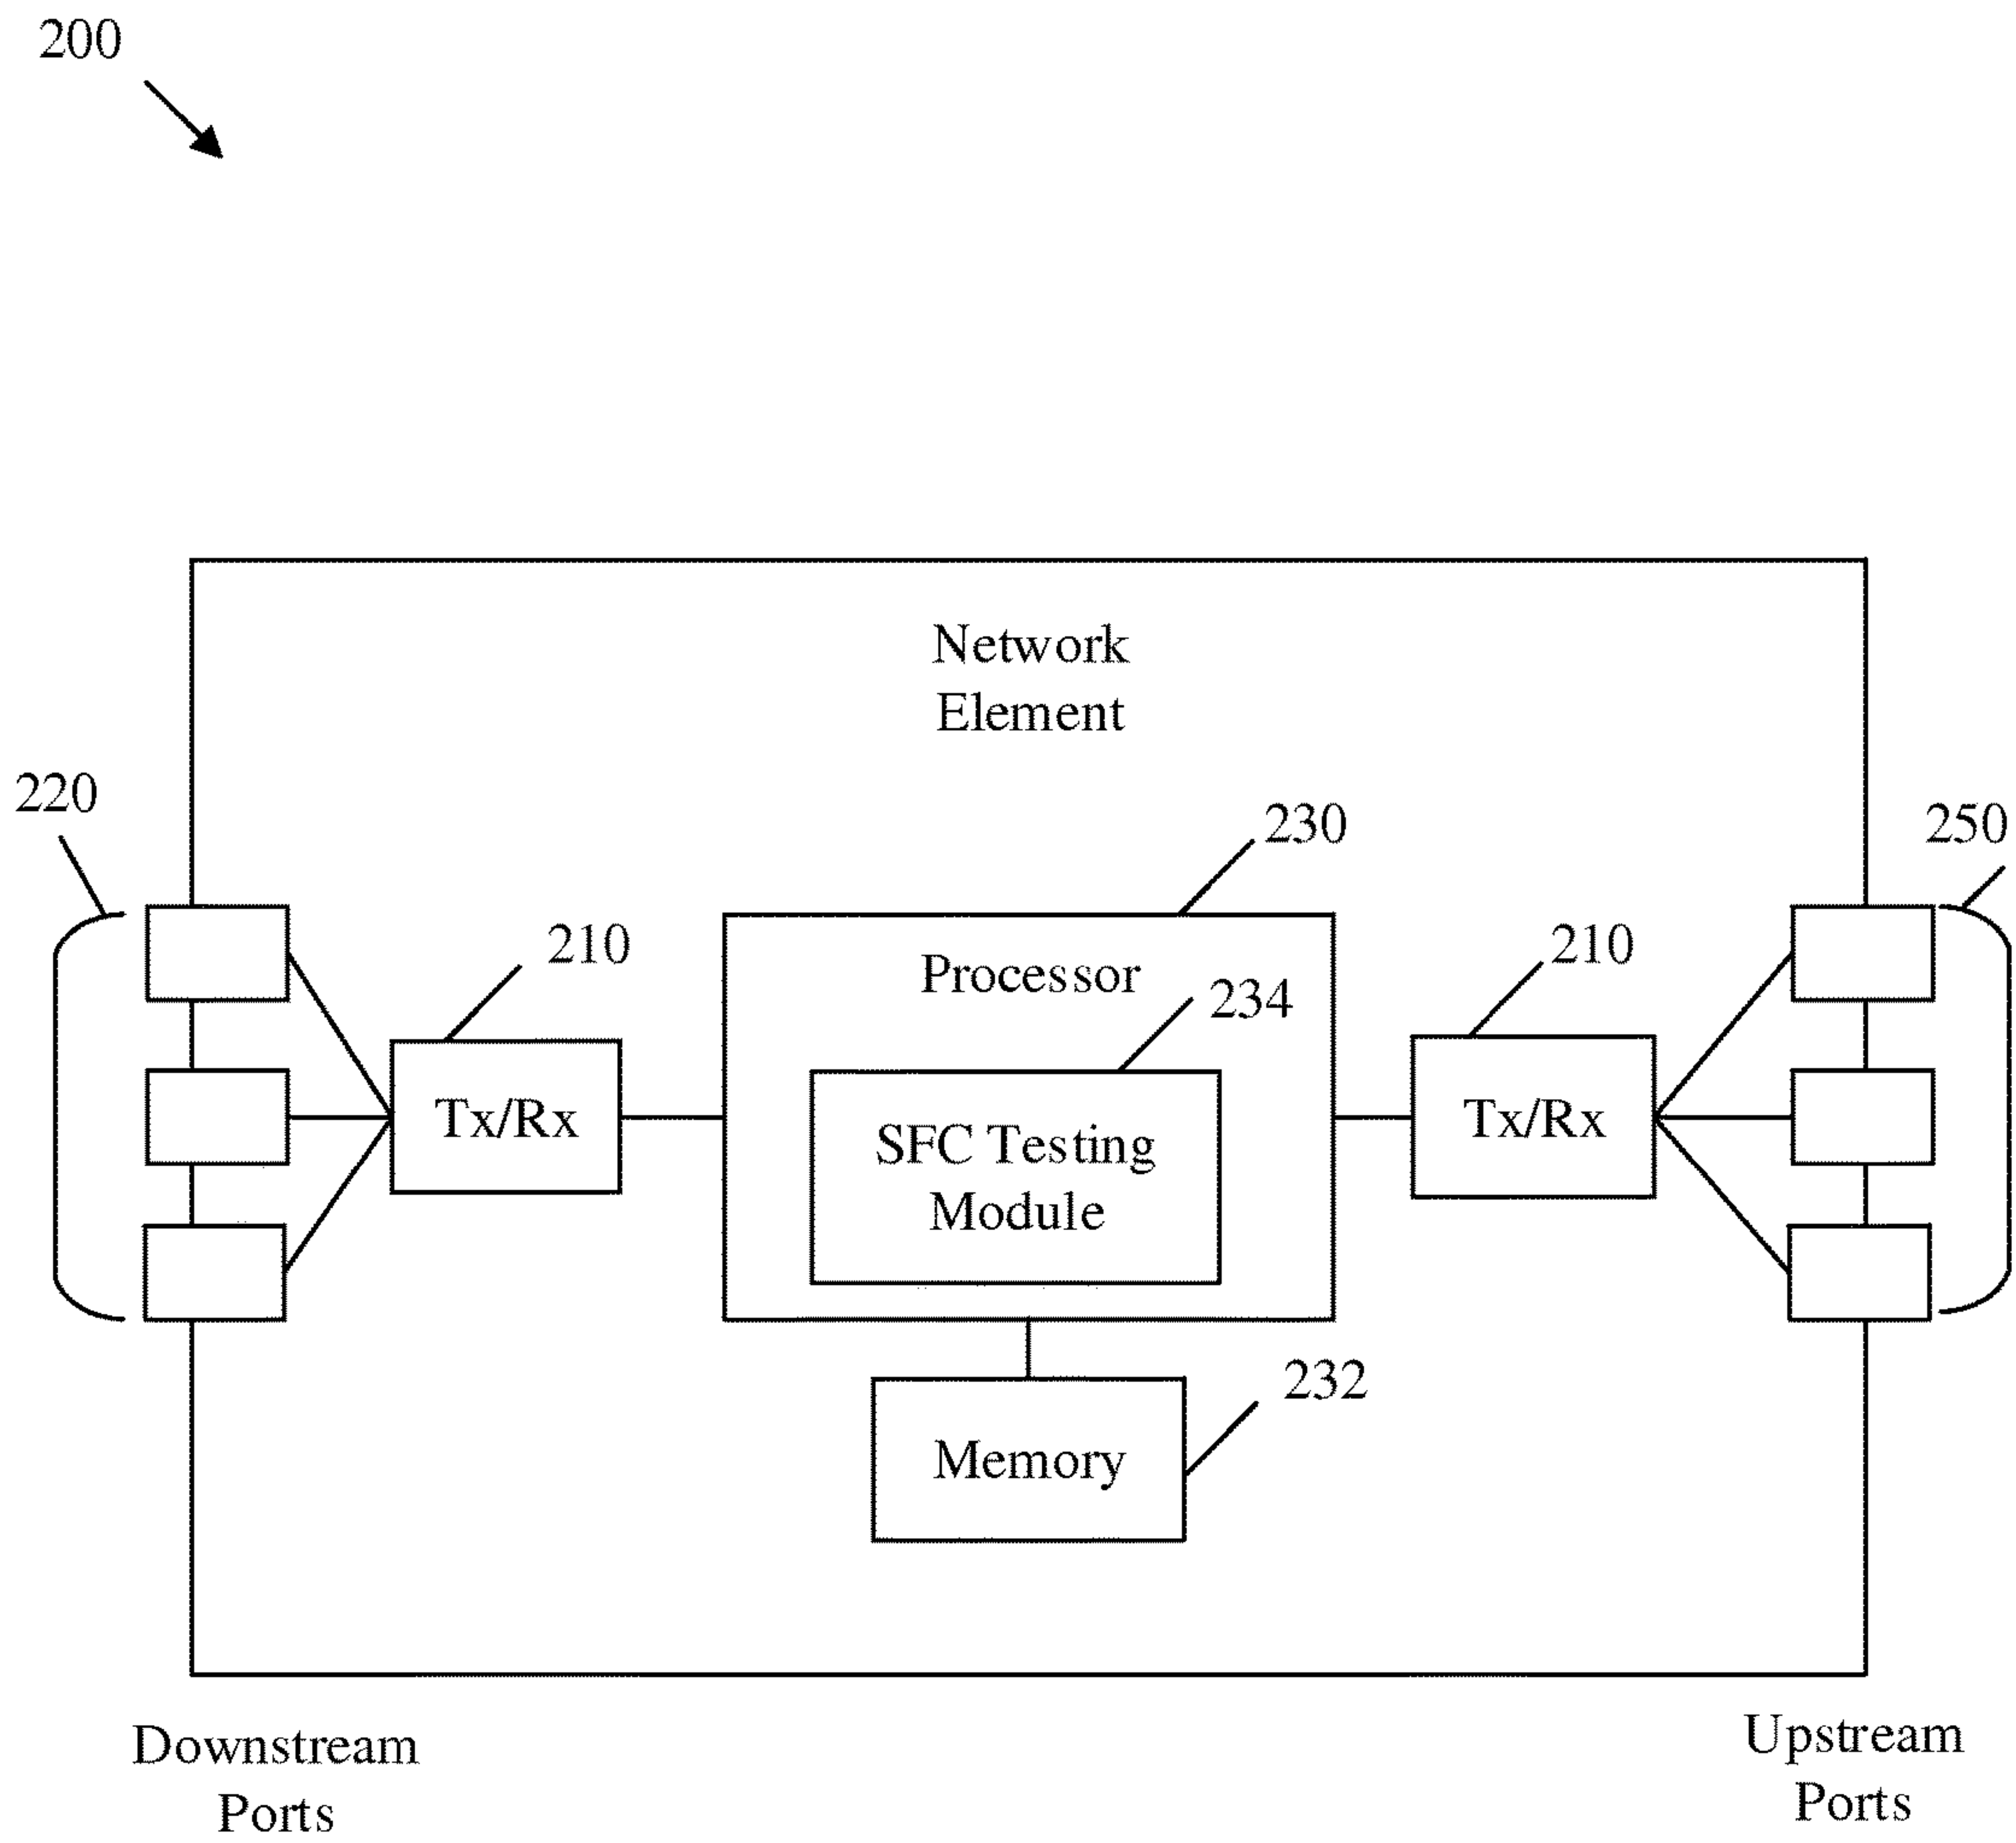 200
Network
Element
220
230
250
210
Processor
210
234
Tx/Rx
SFC Testing
Module
Tx/Rx
232
Memory
Downstream
Ports
Upstream
Ports